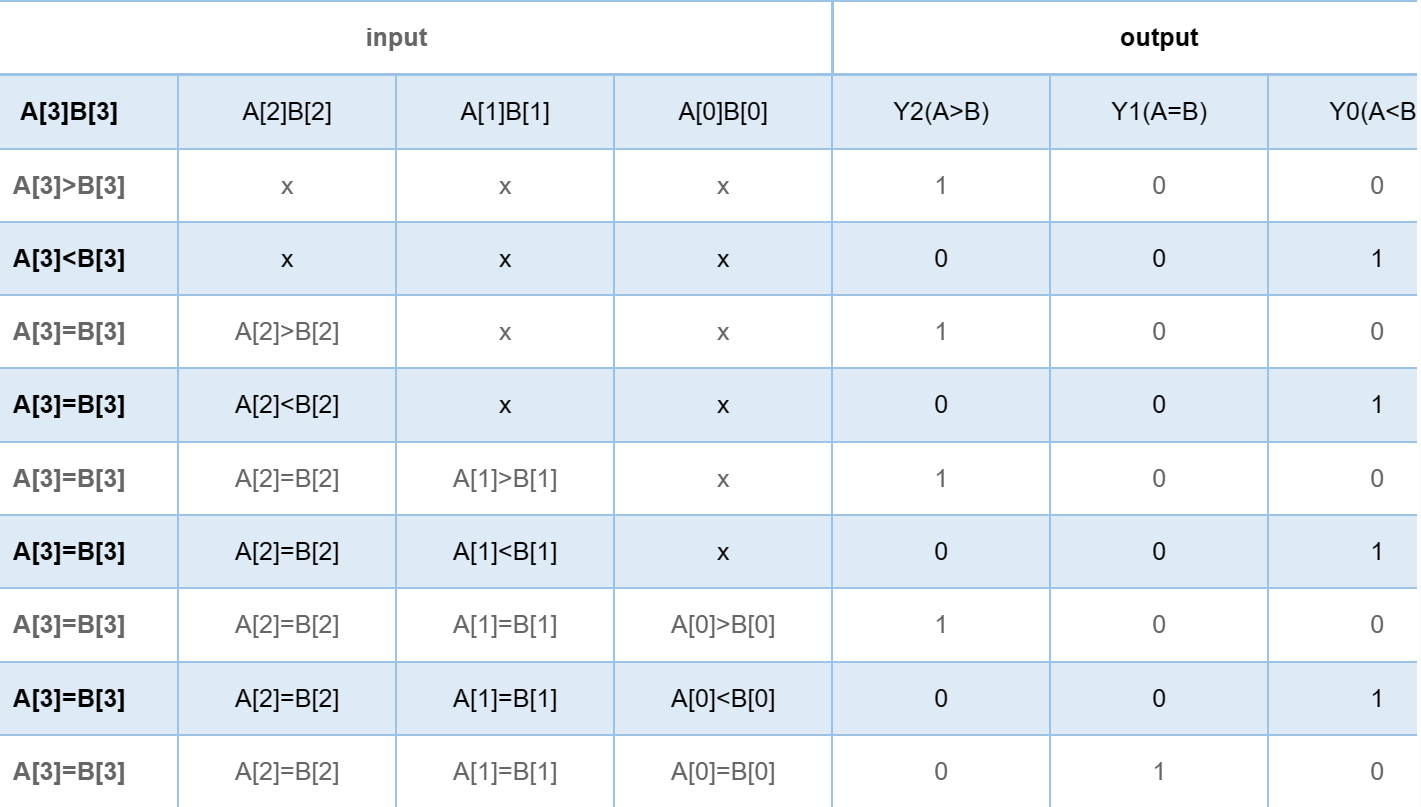 input output
A[3]B[3] A[2]B[2] A[1]B[1] A[0]B[0] Y2(A>B) Y1(A=B) Y0(A<B
A[3]>B[3] x x x 1 0 0
A[3]<B[3] x x x 0 0 1
A[3]=B[3] A[2]>B[2] x x 1 0 0
A[3]=B[3] A[2]<B[2] x x 0 0 1
A[3]=B[3] A[2]=B[2] A[1]>B[1] x 1 0 0
A[3]=B[3] A[2]=B[2] A[1]<B[1] x 0 0 1
A[3]=B[3] A[2]=B[2] A[1]=B[1] A[0]>B[0] 1 0 0
A[3]=B[3] A[2]=B[2] A[1]=B[1] A[0]<B[0] 0 0 1
A[3]=B[3] A[2]=B[2] A[1]=B[1] A[0]=B[0] 0 1 0